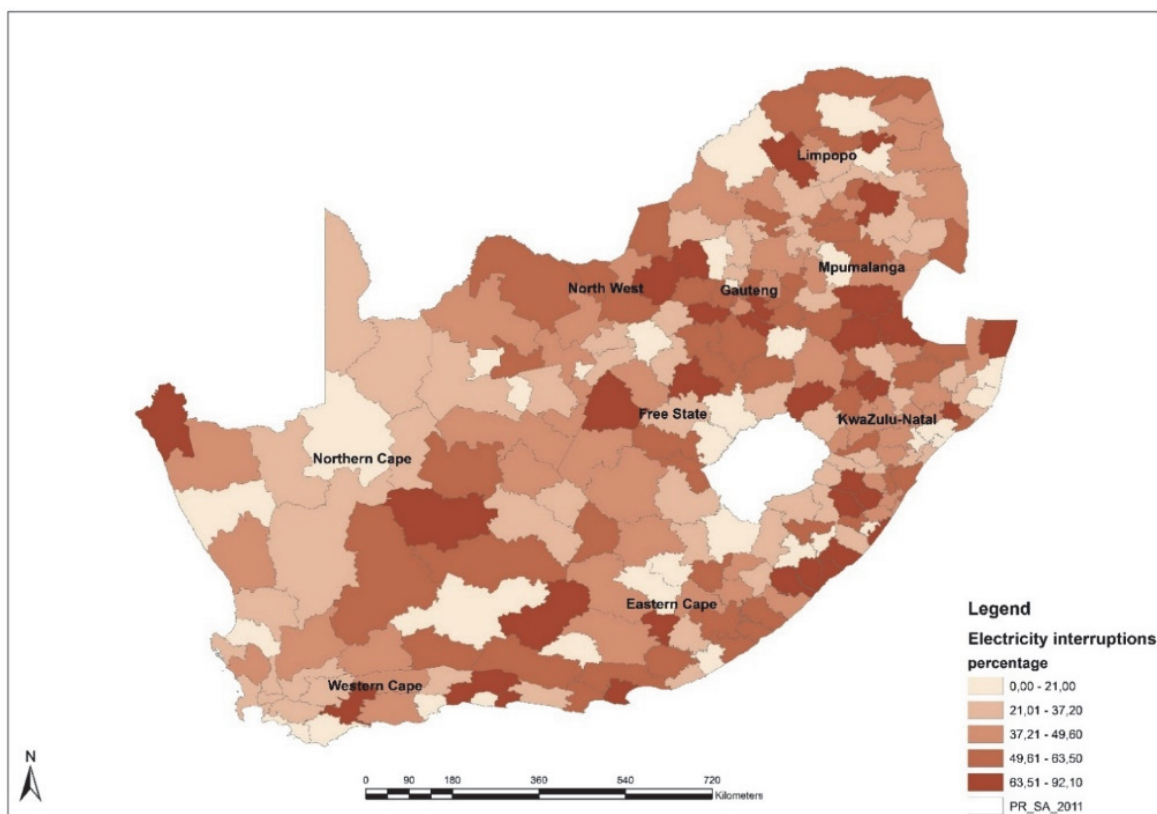 Limpopo
Mpumalanga
North West
Gauteng
Free State
KwaZulu-Natal
Northern Cape
Eastern Cape
Western Cape
Legend
Electricity interruptions
percentage
0,00 - 21,00
21,01 - 37,20
37,21 - 49,60
49,61 - 63,50
63,51 - 92,10
PR_SA_2011
N
0 90 180 360 540 720
Kilometers